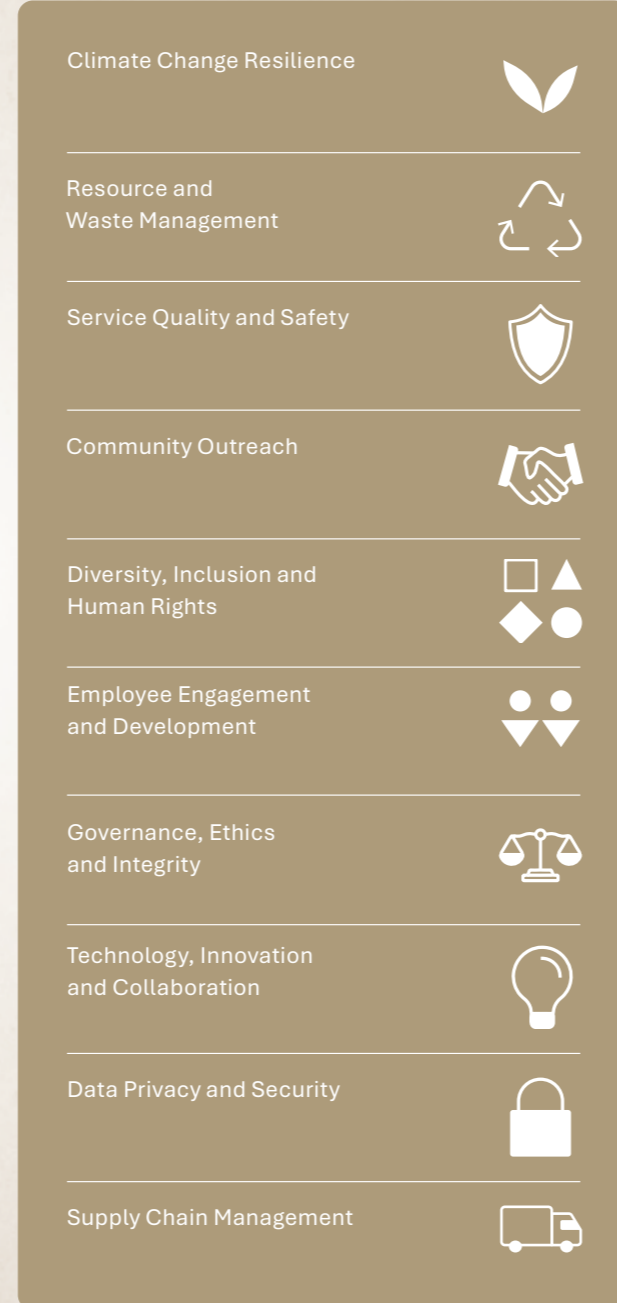 Climate Change Resilience
Resource and
Waste Management
Service Quality and Safety
Community Outreach
Diversity, Inclusion and
Human Rights
Employee Engagement
and Development
Governance, Ethics
and Integrity
Technology, Innovation
and Collaboration
Data Privacy and Security
Supply Chain Management